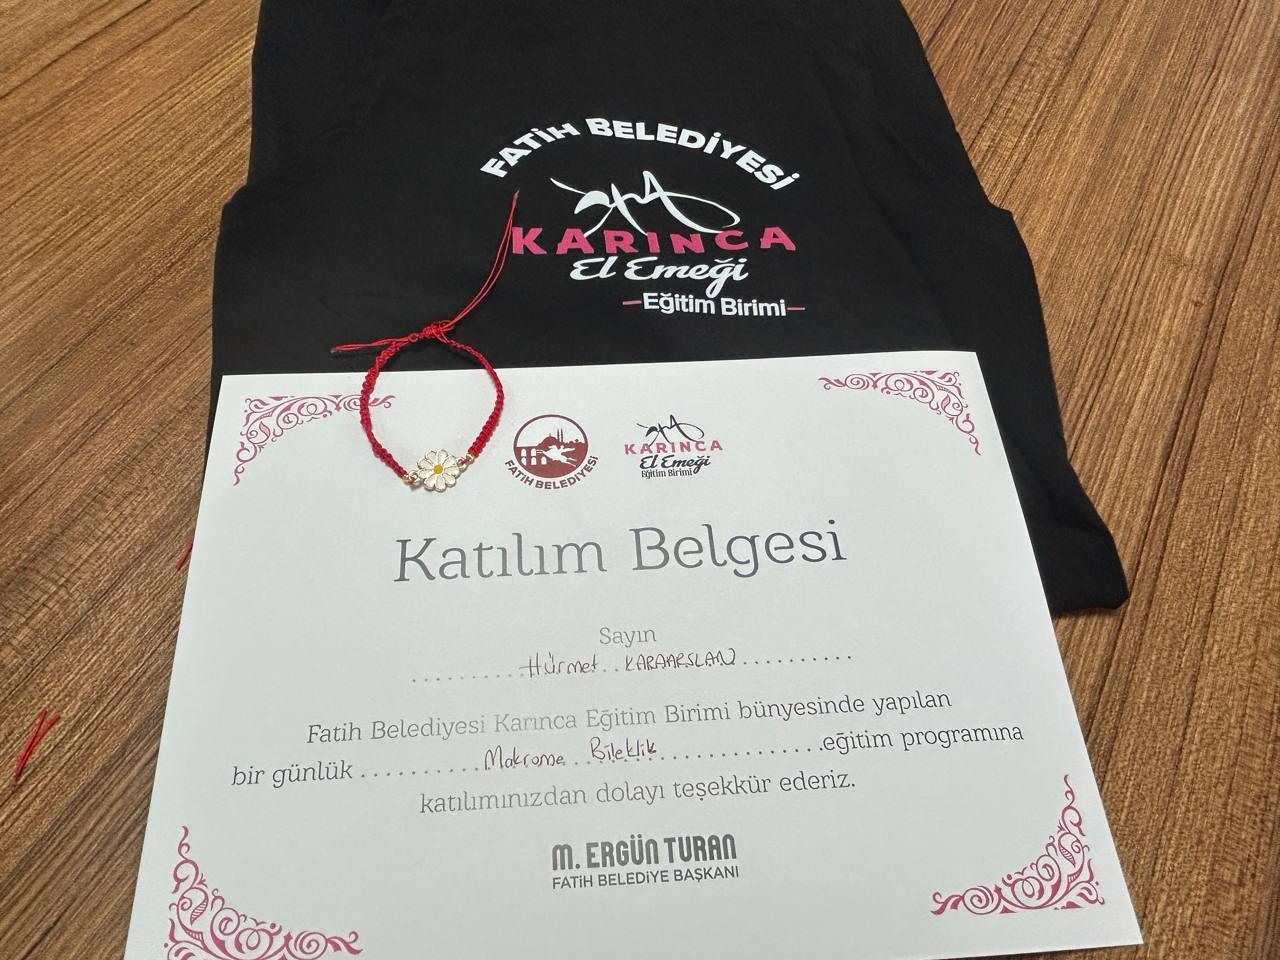 FATİH BELEDİYESİ
KARINCA
El Emeği
Eğitim Birimi
FATİH BELEDİYESİ
KARINCA
El Emeği
Eğitim Birimi
Katılım Belgesi
Sayın
.........Hürmet..KARAARSLAN..........
Fatih Belediyesi Karınca Eğitim Birimi bünyesinde yapılan
bir günlük ..........Makrome...Bileklik..............eğitim programına
katılımınızdan dolayı teşekkür ederiz.
M. ERGÜN TURAN
FATİH BELEDİYE BAŞKANI